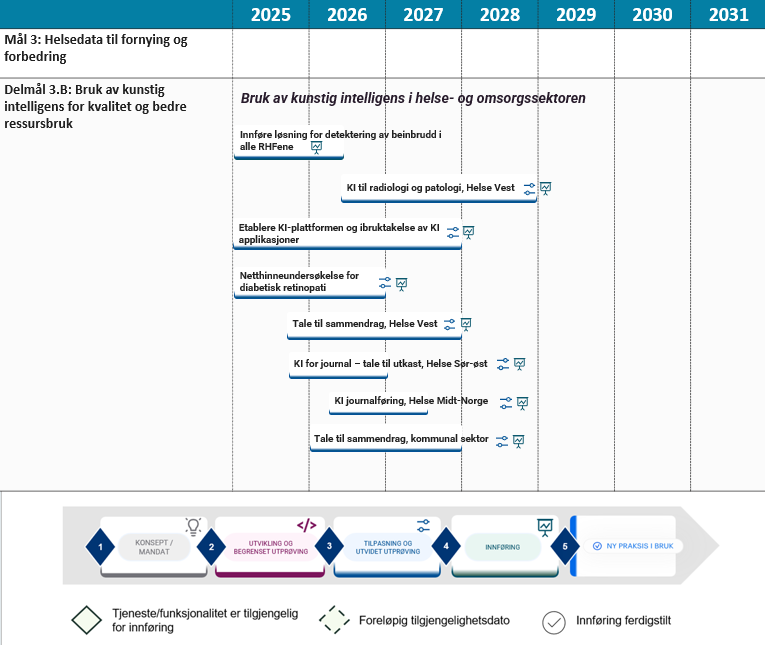 2025 2026 2027 2028 2029 2030 2031
Mål 3: Helsedata til fornying og
forbedring
Delmål 3.B: Bruk av kunstig
intelligens for kvalitet og bedre
ressursbruk
Bruk av kunstig intelligens i helse- og omsorgssektoren
Innføre løsning for detektering av beinbrudd i
alle RHFene
KI til radiologi og patologi, Helse Vest
Etablere KI-plattformen og ibruktakelse av KI
applikasjoner
Netthinneundersøkelse for
diabetisk retinopati
Tale til sammendrag, Helse Vest
KI for journal – tale til utkast, Helse Sør-øst
KI journalføring, Helse Midt-Norge
Tale til sammendrag, kommunal sektor
1
KONSEPT /
MANDAT
2
</>
UTVIKLING OG
BEGRENSET UTPRØVING
3
TILPASNING OG
UTVIDET UTPRØVING
4
INNFØRING
5
NY PRAKSIS I BRUK
Tjeneste/funksjonalitet er tilgjengelig
for innføring
Foreløpig tilgjengelighetsdato
Innføring ferdigstilt